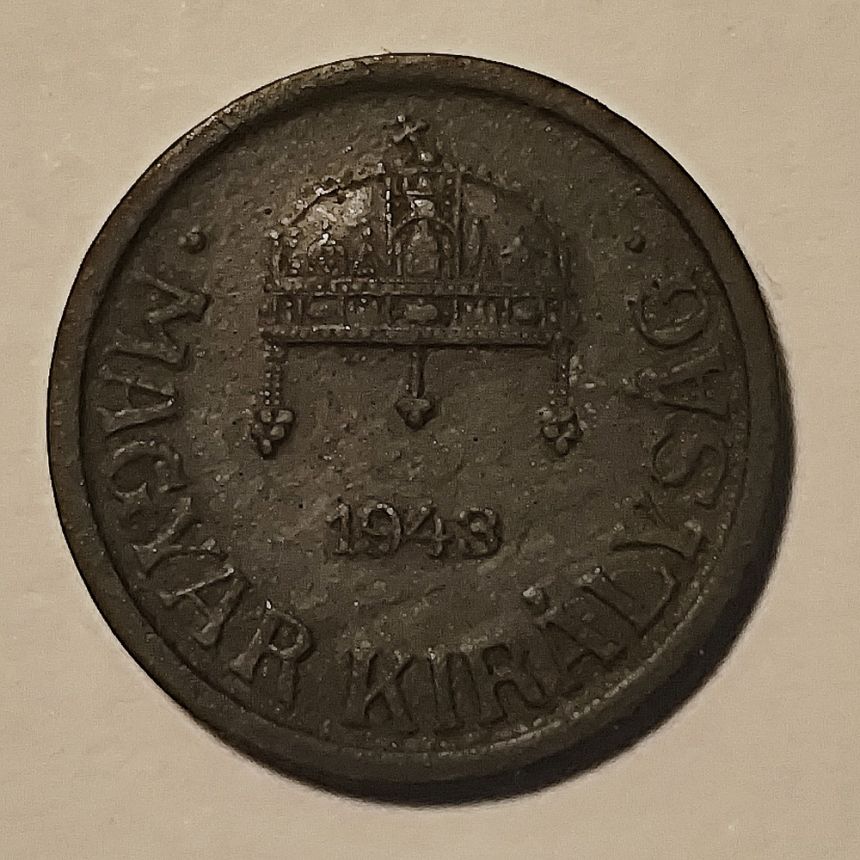 1943
· MAGYAR KIRÁLYSÁG ·